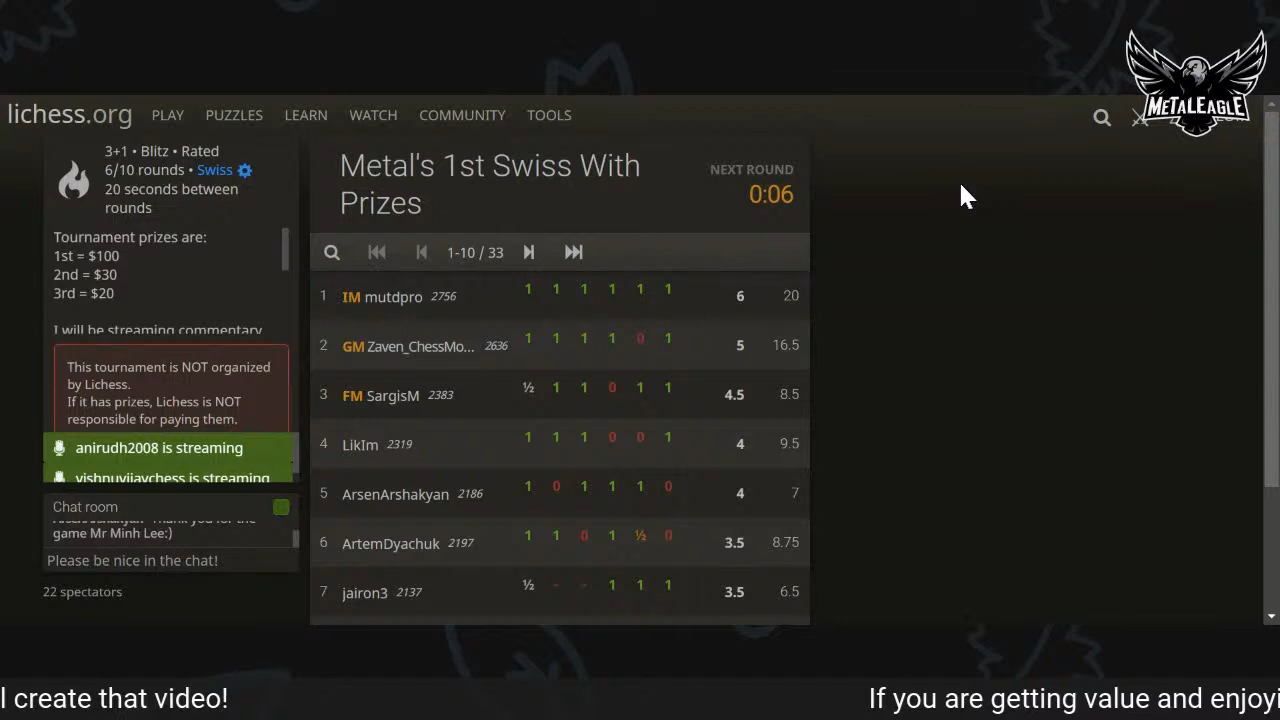 METALEAGLE
lichess.org PLAY PUZZLES LEARN WATCH COMMUNITY TOOLS
3+1 • Blitz • Rated
6/10 rounds • Swiss
20 seconds between
rounds
Tournament prizes are:
1st = $100
2nd = $30
3rd = $20
I will be streaming commentary
This tournament is NOT organized
by Lichess.
If it has prizes, Lichess is NOT
responsible for paying them.
anirudh2008 is streaming
vishnuvijaychess is streaming
Chat room
ArsenArshakyan Thank you for the
game Mr Minh Lee:)
Please be nice in the chat!
22 spectators
Metal's 1st Swiss With
Prizes
NEXT ROUND
0:06
1-10 / 33
1 IM mutdpro 2756 1 1 1 1 1 1 6 20
2 GM Zaven_ChessMo... 2636 1 1 1 1 0 1 5 16.5
3 FM SargisM 2383 ½ 1 1 0 1 1 4.5 8.5
4 LikIm 2319 1 1 1 0 0 1 4 9.5
5 ArsenArshakyan 2186 1 0 1 1 1 0 4 7
6 ArtemDyachuk 2197 1 1 0 1 ½ 0 3.5 8.75
7 jairon3 2137 ½ - - 1 1 1 3.5 6.5
l create that video!
If you are getting value and enjoyi